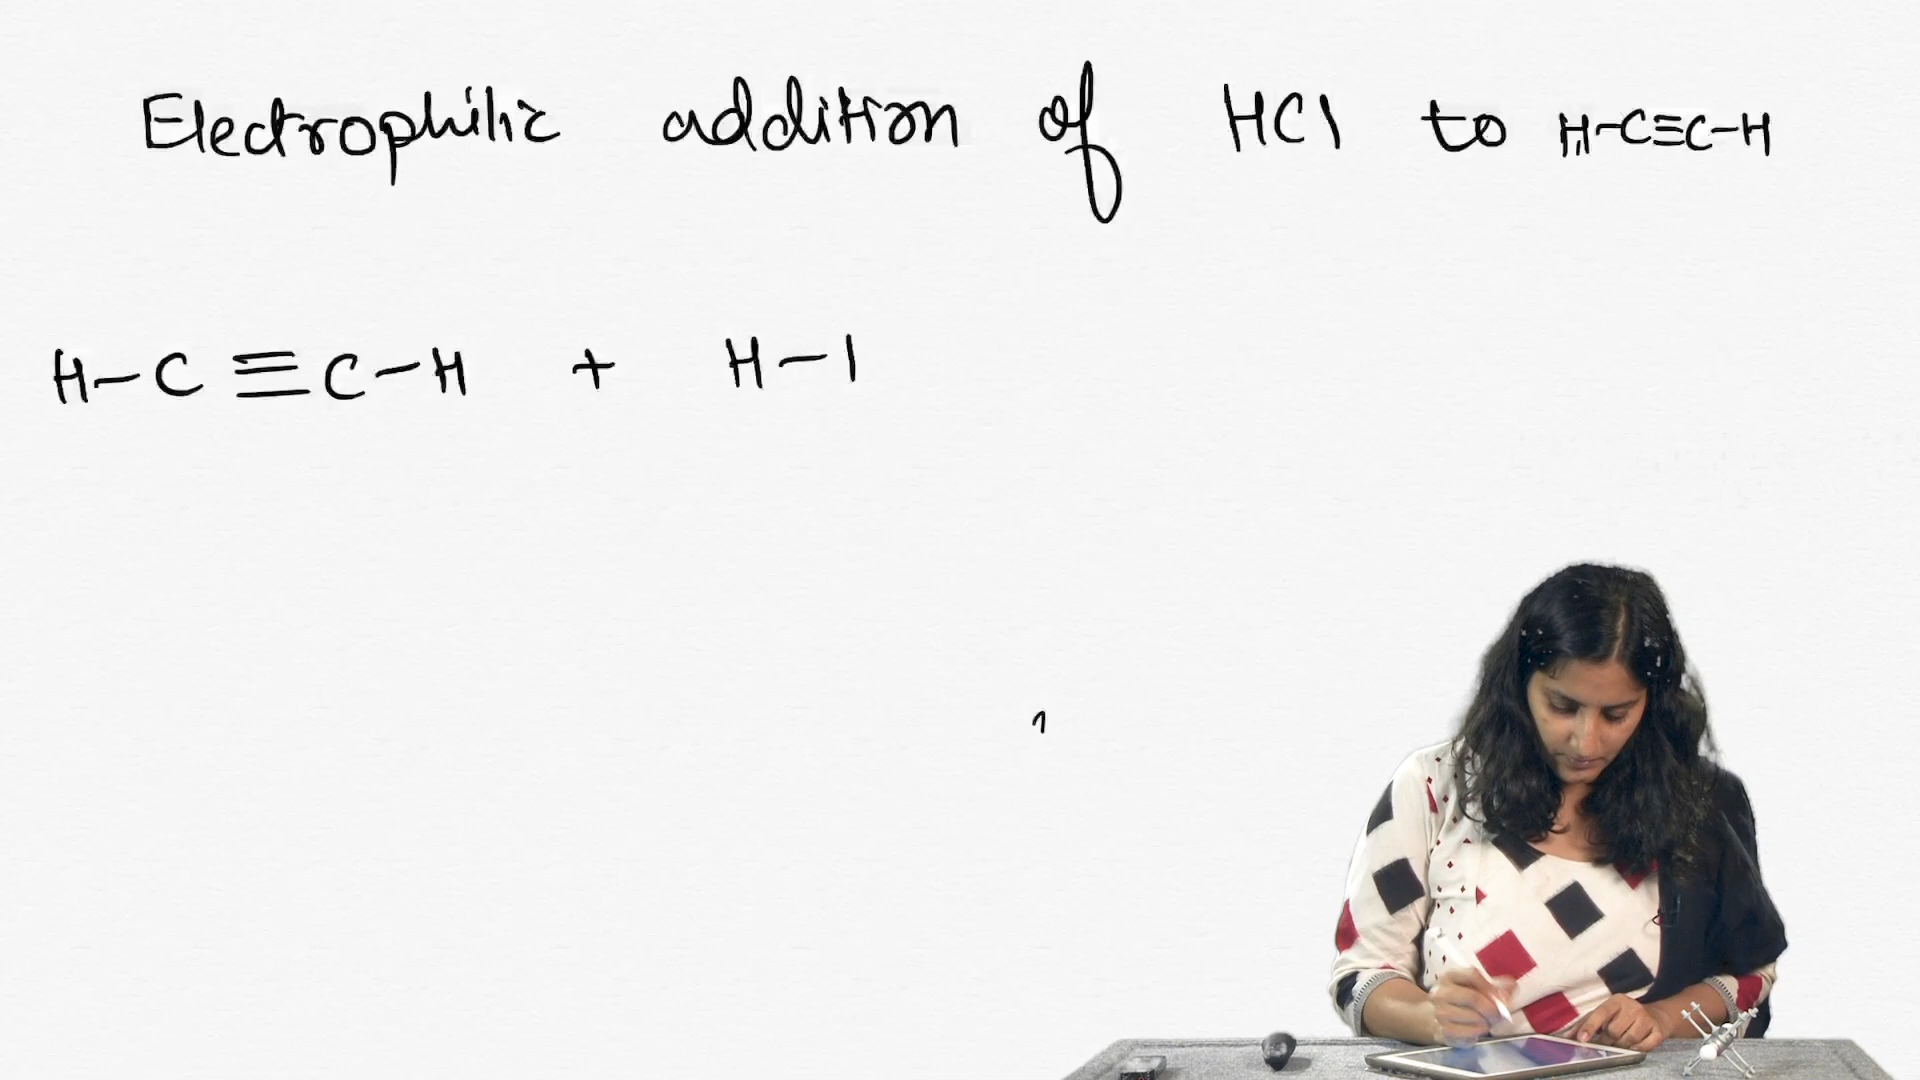 Electrophilic addition of HCl to H-C≡C-H
H-C≡C-H + H-I